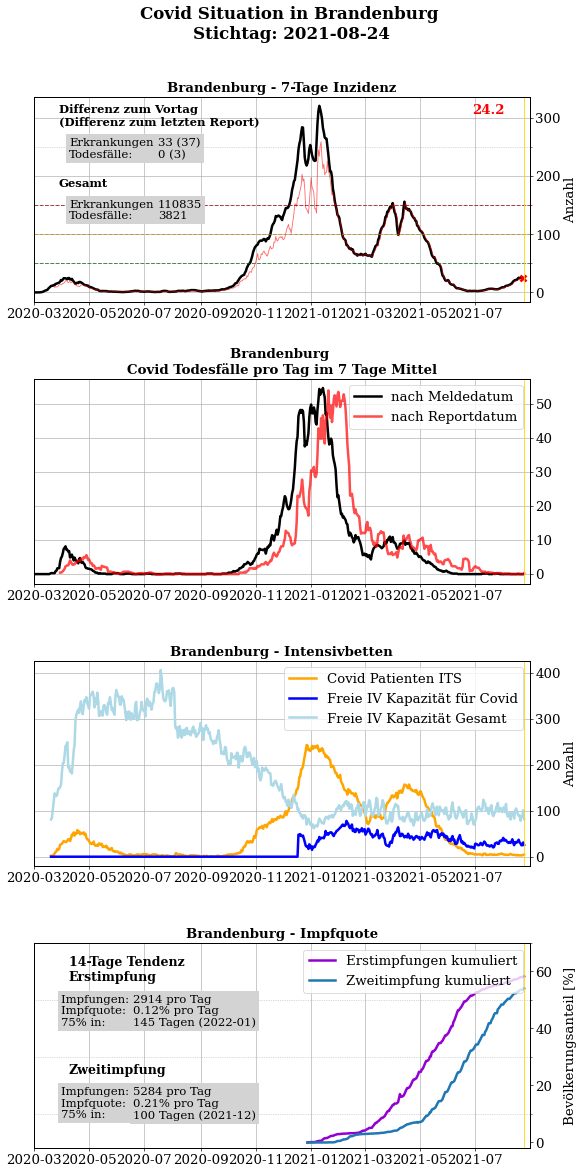 Covid Situation in Brandenburg
Stichtag: 2021-08-24
Brandenburg - 7-Tage Inzidenz
Differenz zum Vortag
(Differenz zum letzten Report)
Erkrankungen 33 (37)
Todesfälle: 0 (3)
Gesamt
Erkrankungen 110835
Todesfälle: 3821
24.2
300
200
100
0
Anzahl
2020-03 2020-05 2020-07 2020-09 2020-11 2021-01 2021-03 2021-05 2021-07
Brandenburg
Covid Todesfälle pro Tag im 7 Tage Mittel
nach Meldedatum
nach Reportdatum
50
40
30
20
10
0
2020-03 2020-05 2020-07 2020-09 2020-11 2021-01 2021-03 2021-05 2021-07
Brandenburg - Intensivbetten
Covid Patienten ITS
Freie IV Kapazität für Covid
Freie IV Kapazität Gesamt
400
300
200
100
0
Anzahl
2020-03 2020-05 2020-07 2020-09 2020-11 2021-01 2021-03 2021-05 2021-07
Brandenburg - Impfquote
14-Tage Tendenz
Erstimpfung
Impfungen: 2914 pro Tag
Impfquote: 0.12% pro Tag
75% in: 145 Tagen (2022-01)
Zweitimpfung
Impfungen: 5284 pro Tag
Impfquote: 0.21% pro Tag
75% in: 100 Tagen (2021-12)
Erstimpfungen kumuliert
Zweitimpfung kumuliert
60
40
20
0
Bevölkerungsanteil [%]
2020-03 2020-05 2020-07 2020-09 2020-11 2021-01 2021-03 2021-05 2021-07